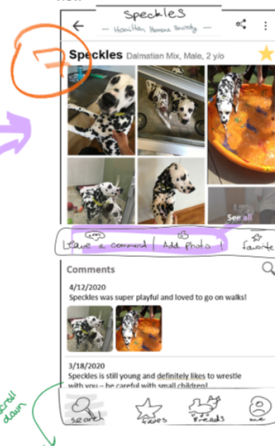 Speckles
Hamilton Humane Society
Speckles Dalmatian Mix, Male, 2 y/o
See all
Leave a comment | Add photo | favorite
Comments
4/12/2020
Speckles was super playful and loved to go on walks!
3/18/2020
Speckles is still young and definitely likes to wrestle
with you – be careful with small children!
scroll
down
search
faves
breeds
me